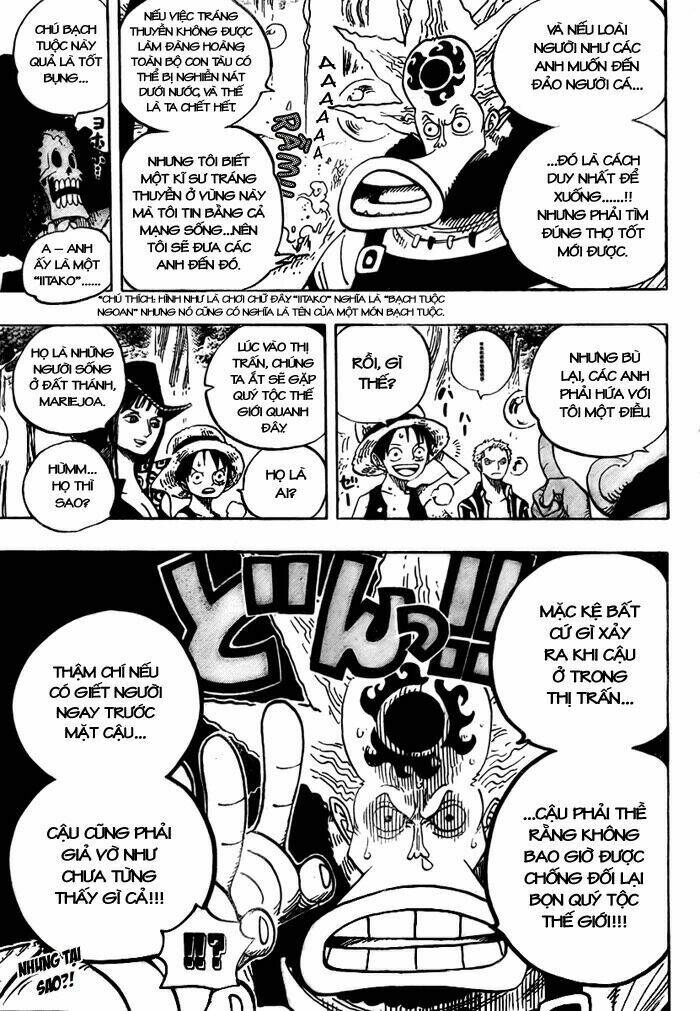 VÀ NẾU LOÀI
NGƯỜI NHƯ CÁC
ANH MUỐN ĐẾN
ĐẢO NGƯỜI CÁ...
...ĐÓ LÀ CÁCH
DUY NHẤT ĐỂ
XUỐNG......!!
NHƯNG PHẢI TÌM
ĐÚNG THỢ TỐT
MỚI ĐƯỢC.
AAAAAA
RẦM!!
NẾU VIỆC TRÁNG
THUYỀN KHÔNG ĐƯỢC
LÀM ĐÀNG HOÀNG
TOÀN BỘ CON TÀU
CÓ THỂ BỊ NGHIỀN NÁT
DƯỚI NƯỚC, VÀ THẾ
LÀ TA CHẾT HẾT.
NHƯNG TÔI BIẾT
MỘT KĨ SƯ TRÁNG
THUYỀN Ở VÙNG NÀY
MÀ TÔI TIN BẰNG CẢ
MẠNG SỐNG...NÊN
TÔI SẼ ĐƯA CÁC
ANH ĐẾN ĐÓ.
CHÚ BẠCH
TUỘC NÀY
QUẢ LÀ TỐT
BỤNG...
ヨホホ
A – ANH
ẤY LÀ MỘT
"IITAKO"......
*CHÚ THÍCH: HÌNH NHƯ LÀ CHƠI CHỮ ĐÂY "IITAKO" NGHĨA LÀ "BẠCH TUỘC
NGOAN" NHƯNG NÓ CŨNG CÓ NGHĨA LÀ TÊN CỦA MỘT MÓN BẠCH TUỘC.
NHƯNG BÙ
LẠI, CÁC ANH
PHẢI HỨA VỚI
TÔI MỘT ĐIỀU.
RỒI, GÌ
THẾ?
LÚC VÀO THỊ
TRẤN, CHÚNG
TA ẮT SẼ GẶP
QUÝ TỘC THẾ
GIỚI QUANH
ĐÂY.
HỌ LÀ
AI?
HỌ LÀ NHỮNG
NGƯỜI SỐNG
Ở ĐẤT THÁNH,
MARIEJOA.
HỪMM...
HỌ THÌ
SAO?
どんっ!!
MẶC KỆ BẤT
CỨ GÌ XẢY
RA KHI CẬU
Ở TRONG
THỊ TRẤN...
...CẬU PHẢI THỀ
RẰNG KHÔNG
BAO GIỜ ĐƯỢC
CHỐNG ĐỐI LẠI
BỌN QUÝ TỘC
THẾ GIỚI!!!
THẬM CHÍ NẾU
CÓ GIẾT NGƯỜI
NGAY TRƯỚC
MẶT CẬU...
CẬU CŨNG PHẢI
GIẢ VỜ NHƯ
CHƯA TỪNG
THẤY GÌ CẢ!!!
!!?
NHƯNG TẠI
SAO?!